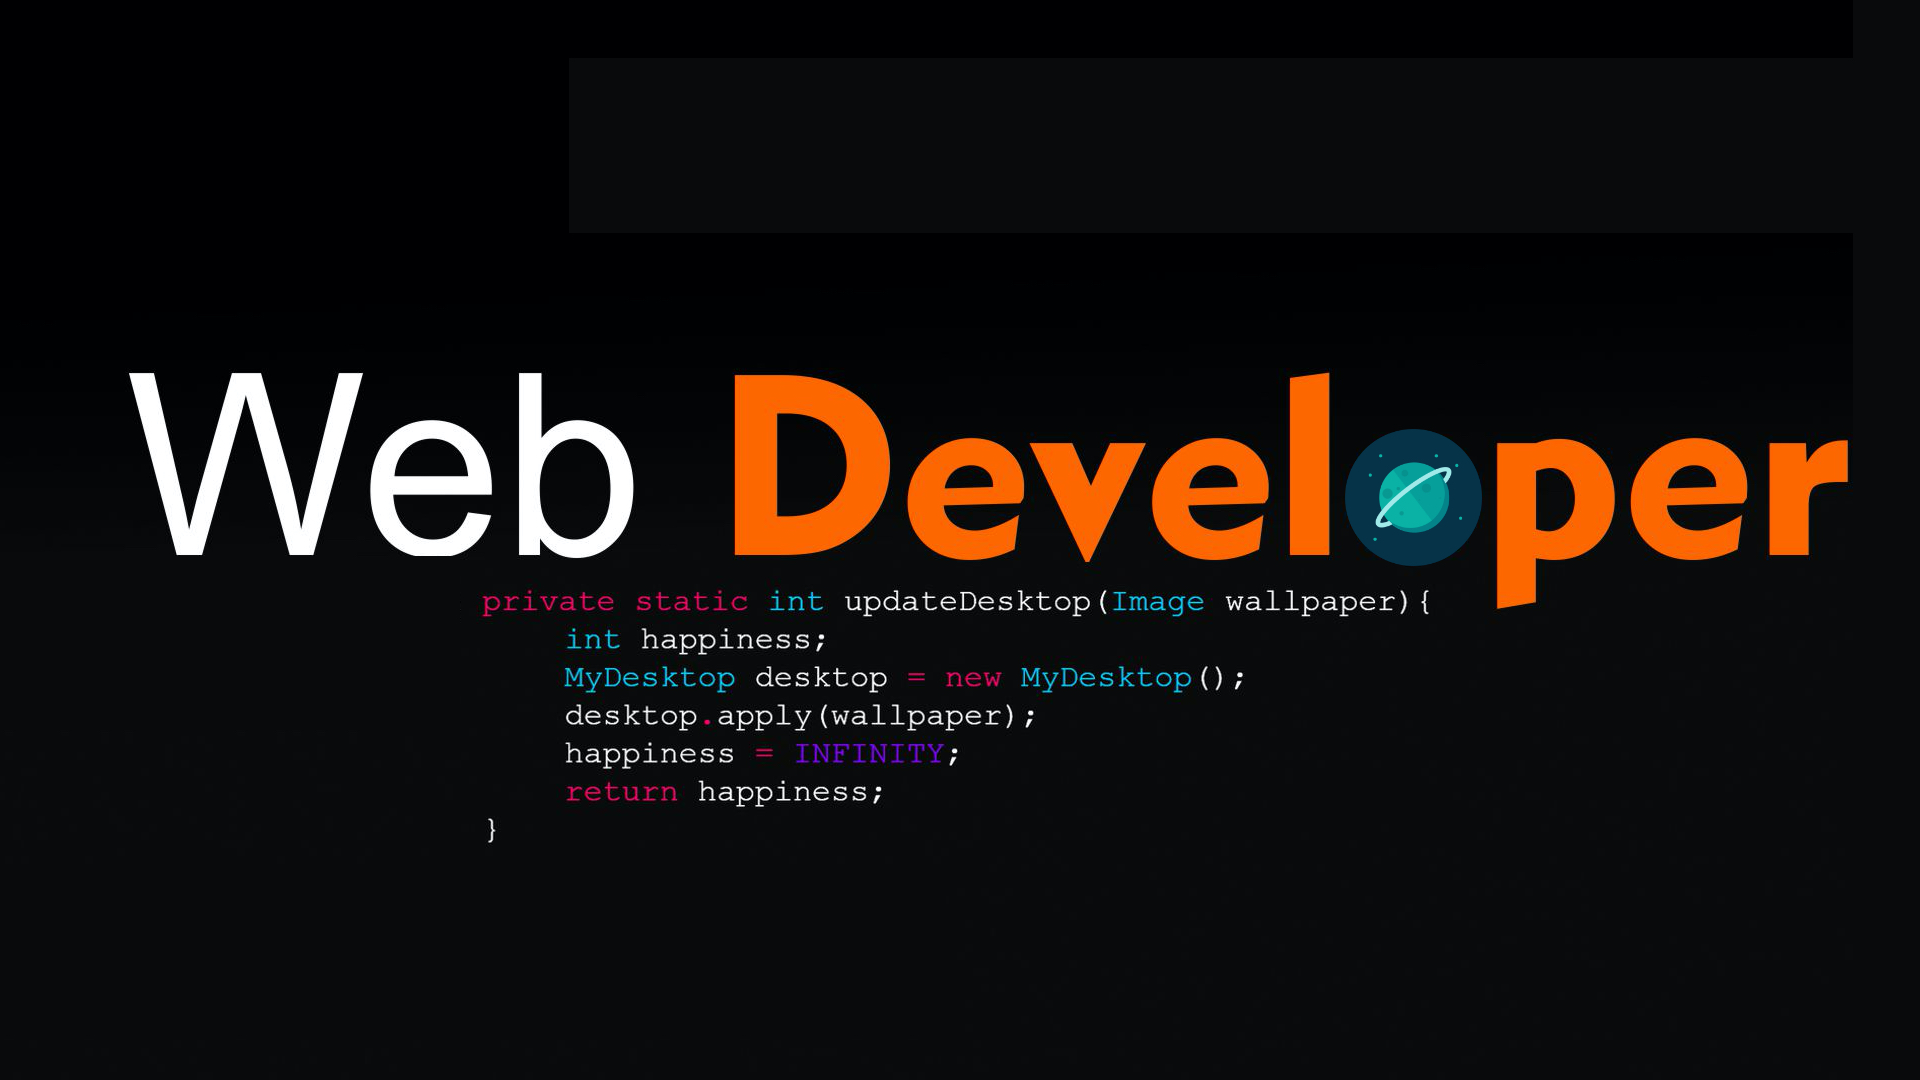 Web Developer
private static int updateDesktop(Image wallpaper){
int happiness;
MyDesktop desktop = new MyDesktop();
desktop.apply(wallpaper);
happiness = INFINITY;
return happiness;
}